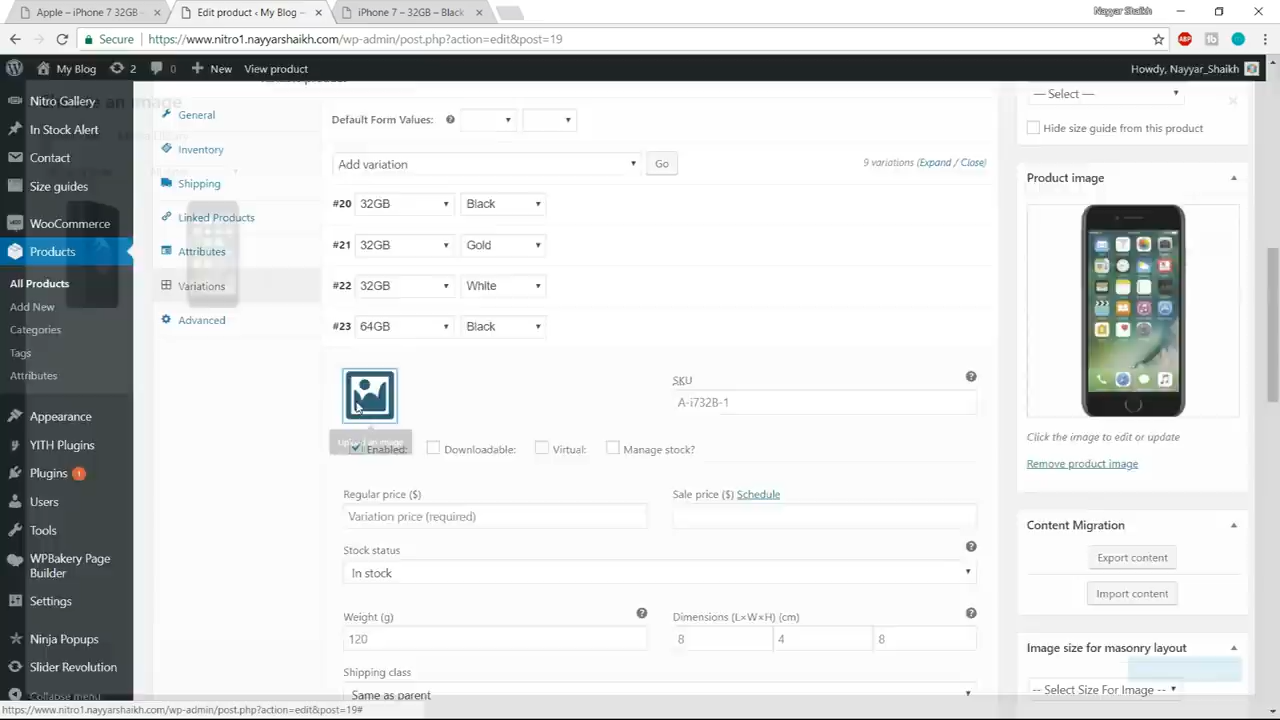 Apple – iPhone 7 32GB
Edit product ‹ My Blog –
iPhone 7 – 32GB – Black
Nayyar Shaikh
Secure
https://www.nitro1.nayyarshaikh.com/wp-admin/post.php?action=edit&post=19
My Blog
2
0
New
View product
Howdy, Nayyar_Shaikh
Nitro Gallery
In Stock Alert
Contact
Size guides
WooCommerce
Products
All Products
Add New
Categories
Tags
Attributes
Appearance
YITH Plugins
Plugins 1
Users
Tools
WPBakery Page
Builder
Settings
Ninja Popups
Slider Revolution
Collapse menu
General
Inventory
Shipping
Linked Products
Attributes
Variations
Advanced
Default Form Values:
Add variation
Go
9 variations (Expand / Close)
#20 32GB Black
#21 32GB Gold
#22 32GB White
#23 64GB Black
SKU
A-i732B-1
Enabled:
Downloadable:
Virtual:
Manage stock?
Regular price ($)
Variation price (required)
Sale price ($) Schedule
Stock status
In stock
Weight (g)
120
Dimensions (L×W×H) (cm)
8
4
8
Shipping class
Same as parent
— Select —
Hide size guide from this product
Product image
Click the image to edit or update
Remove product image
Content Migration
Export content
Import content
Image size for masonry layout
-- Select Size For Image --
https://www.nitro1.nayyarshaikh.com/wp-admin/post.php?action=edit&post=19#